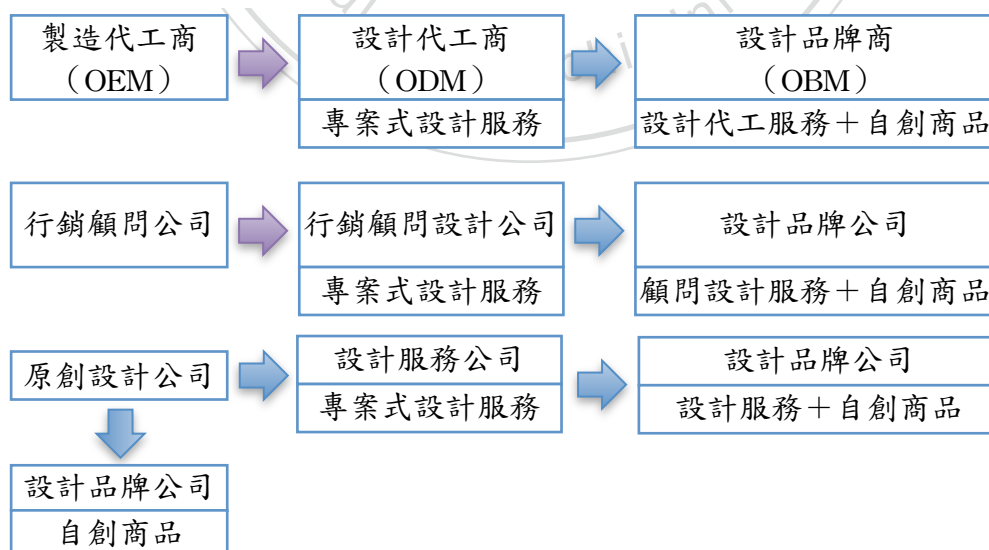 製造代工商
（OEM）
設計代工商
（ODM）
專案式設計服務
設計品牌商
（OBM）
設計代工服務＋自創商品
行銷顧問公司
行銷顧問設計公司
專案式設計服務
設計品牌公司
顧問設計服務＋自創商品
原創設計公司
設計服務公司
專案式設計服務
設計品牌公司
設計服務＋自創商品
設計品牌公司
自創商品